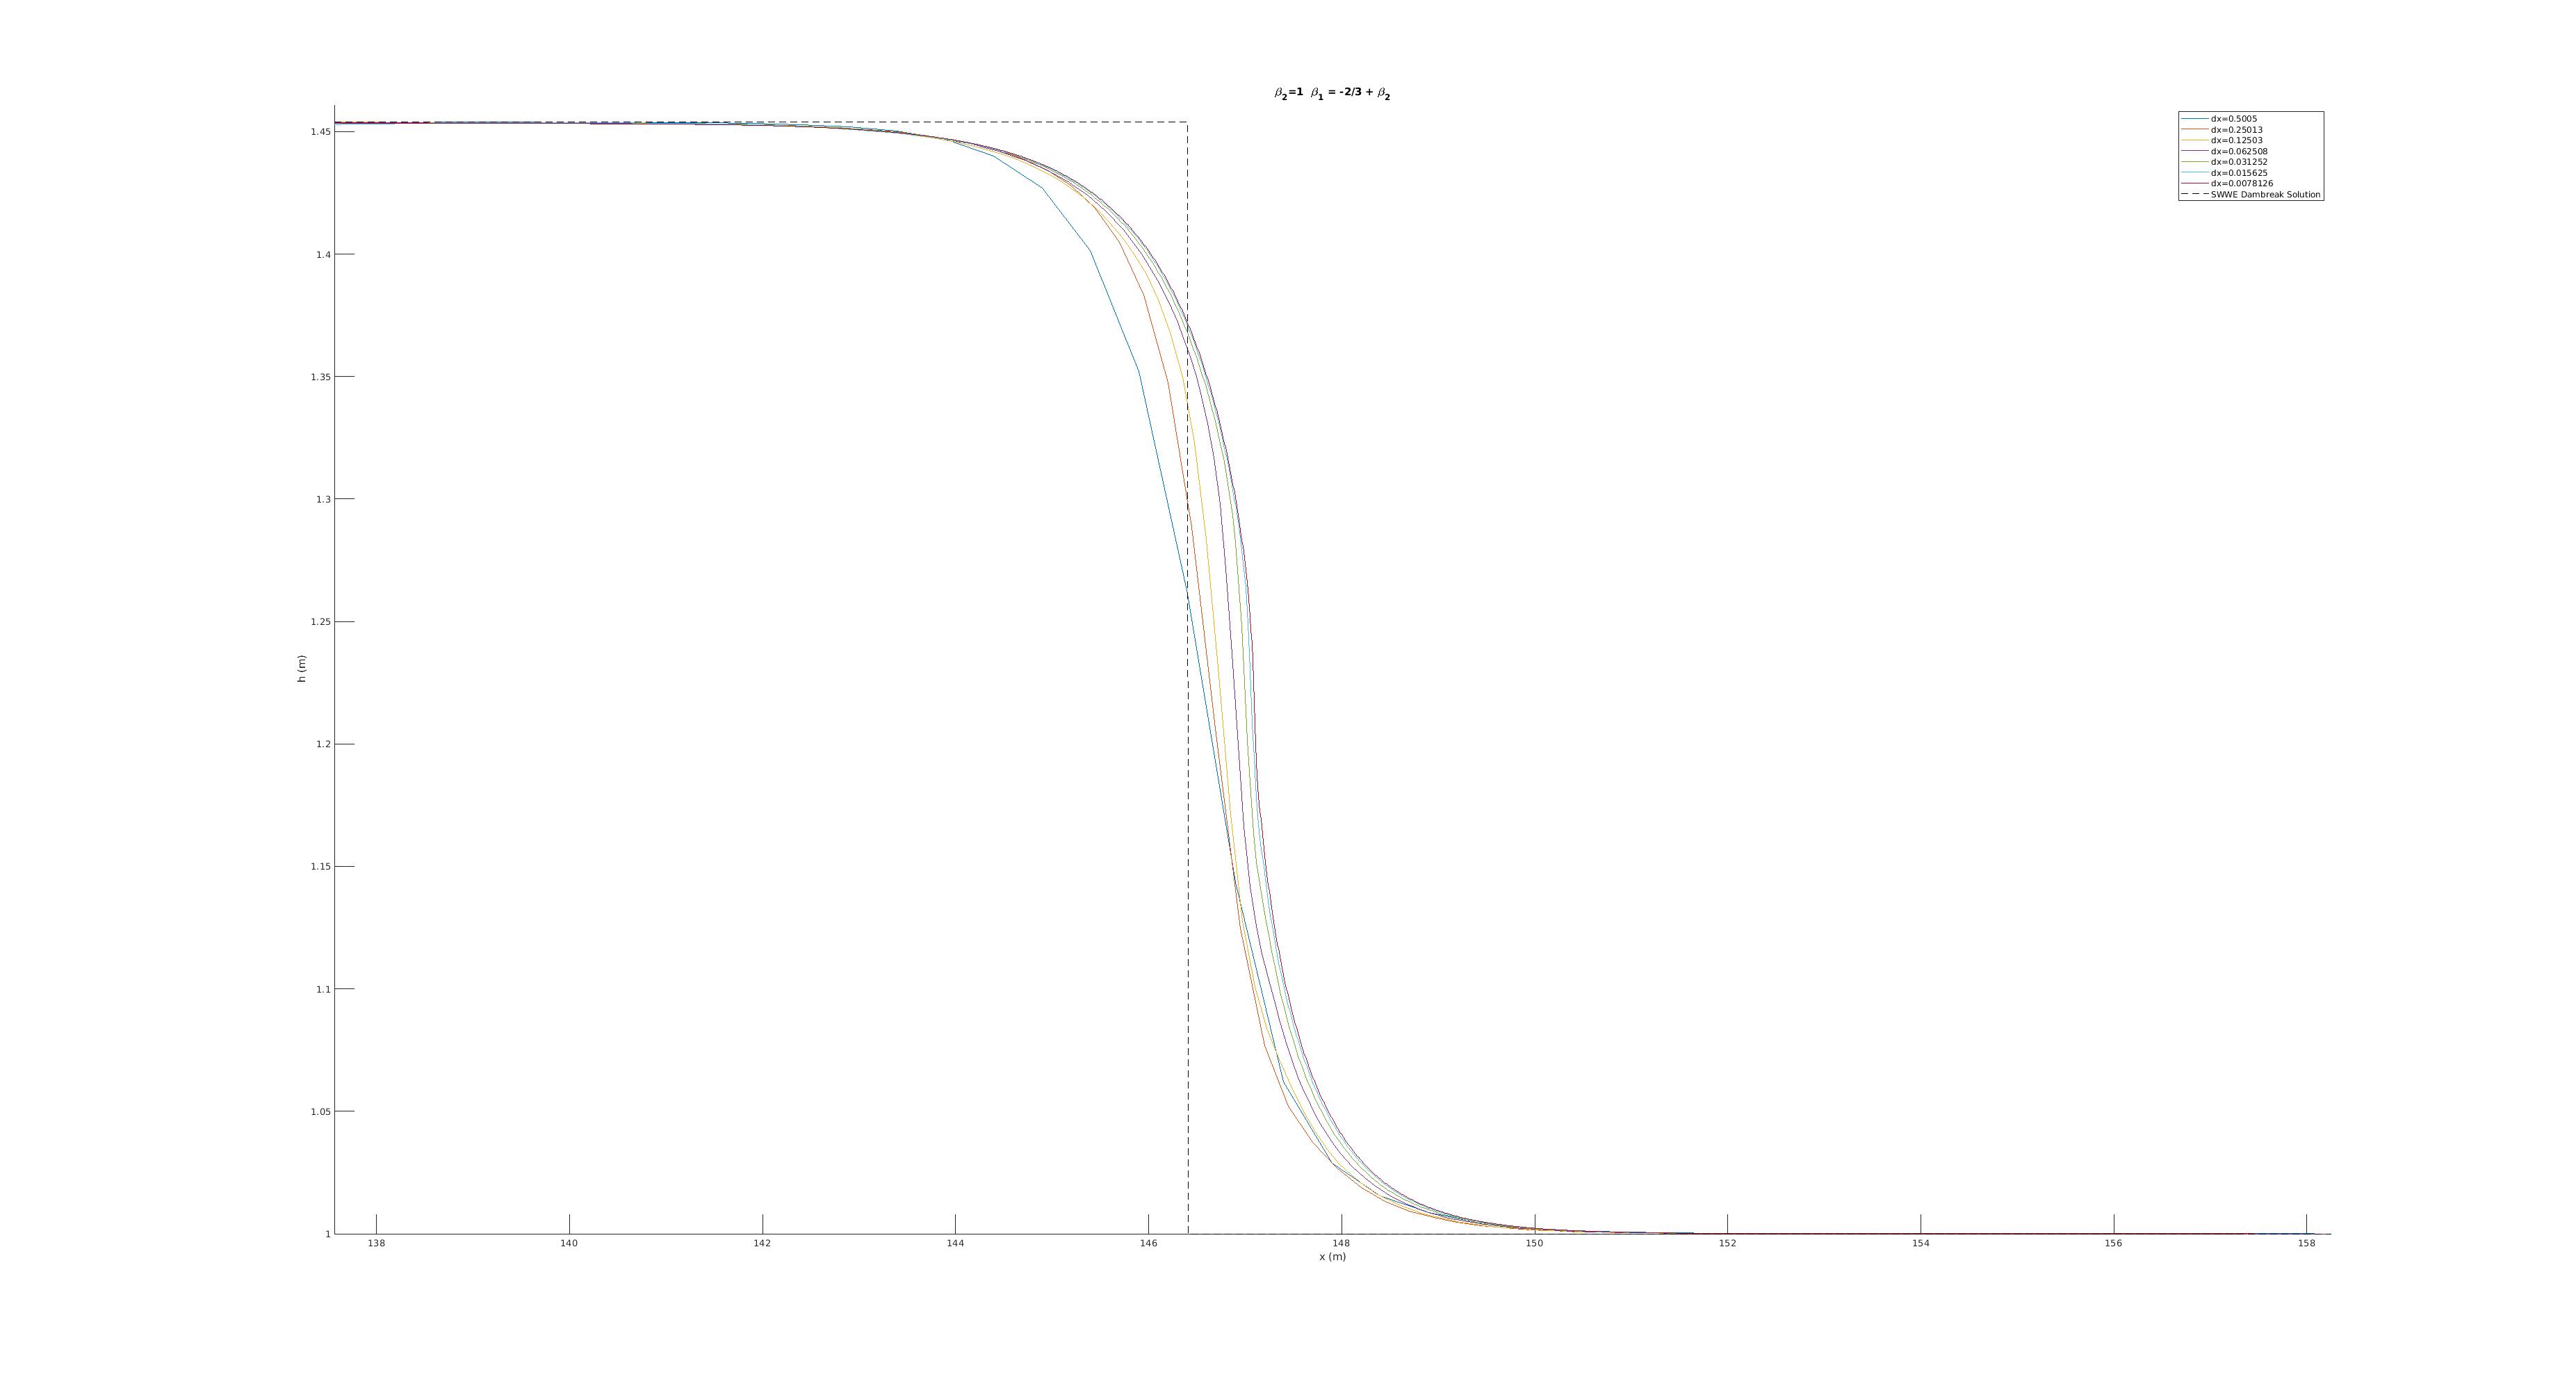 β2=1 β1 = -2/3 + β2
dx=0.5005
dx=0.25013
dx=0.12503
dx=0.062508
dx=0.031252
dx=0.015625
dx=0.0078126
SWWE Dambreak Solution
1.45
1.4
1.35
1.3
1.25
1.2
1.15
1.1
1.05
1
h (m)
138 140 142 144 146 148 150 152 154 156 158
x (m)